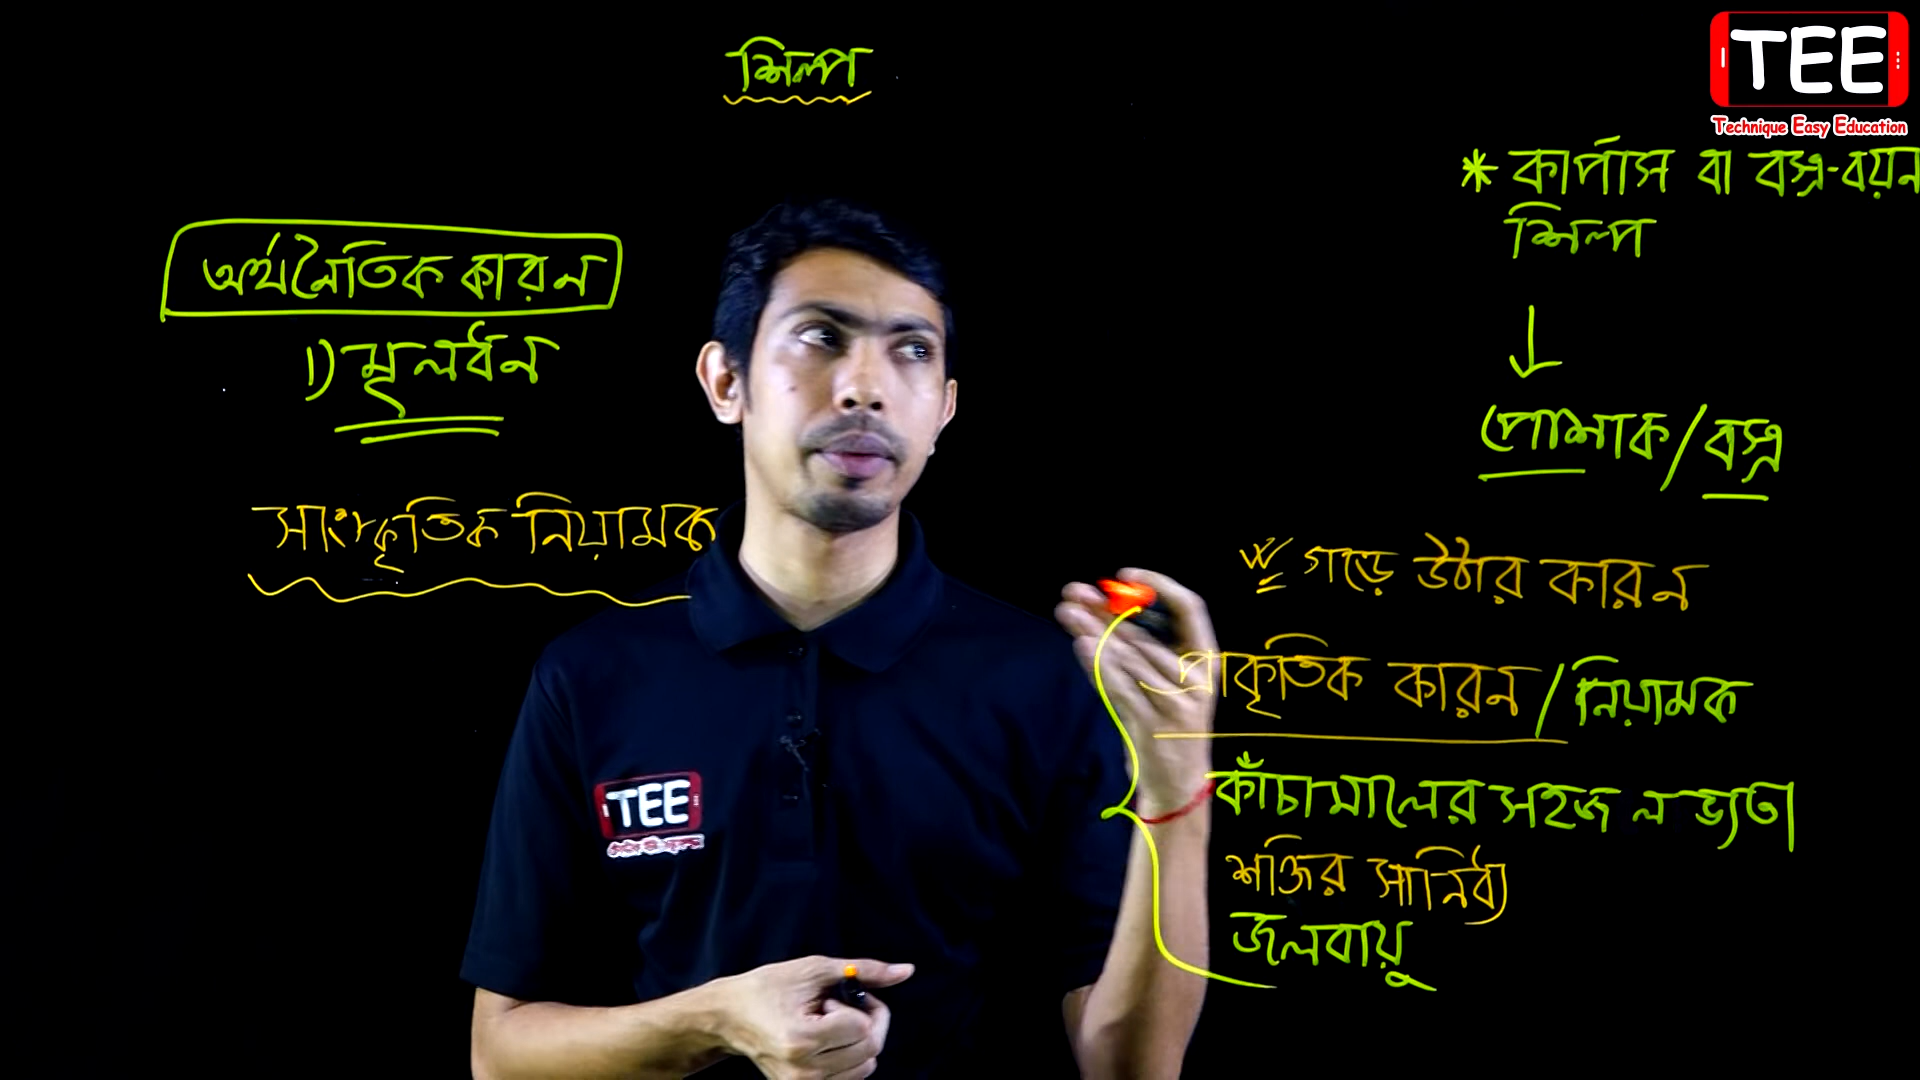 শিল্প
TEE
Technique Easy Education
* কার্পাস বা বস্ত্র-বয়ন
শিল্প
পোশাক/বস্ত্র
গড়ে উঠার কারন
প্রাকৃতিক কারন/নিয়ামক
কাঁচামালের সহজ লভ্যতা
শক্তির সানিধ্য
জলবায়ু
অর্থনৈতিক কারন
১) মূলধন
সাংস্কৃতিক নিয়ামক
TEE